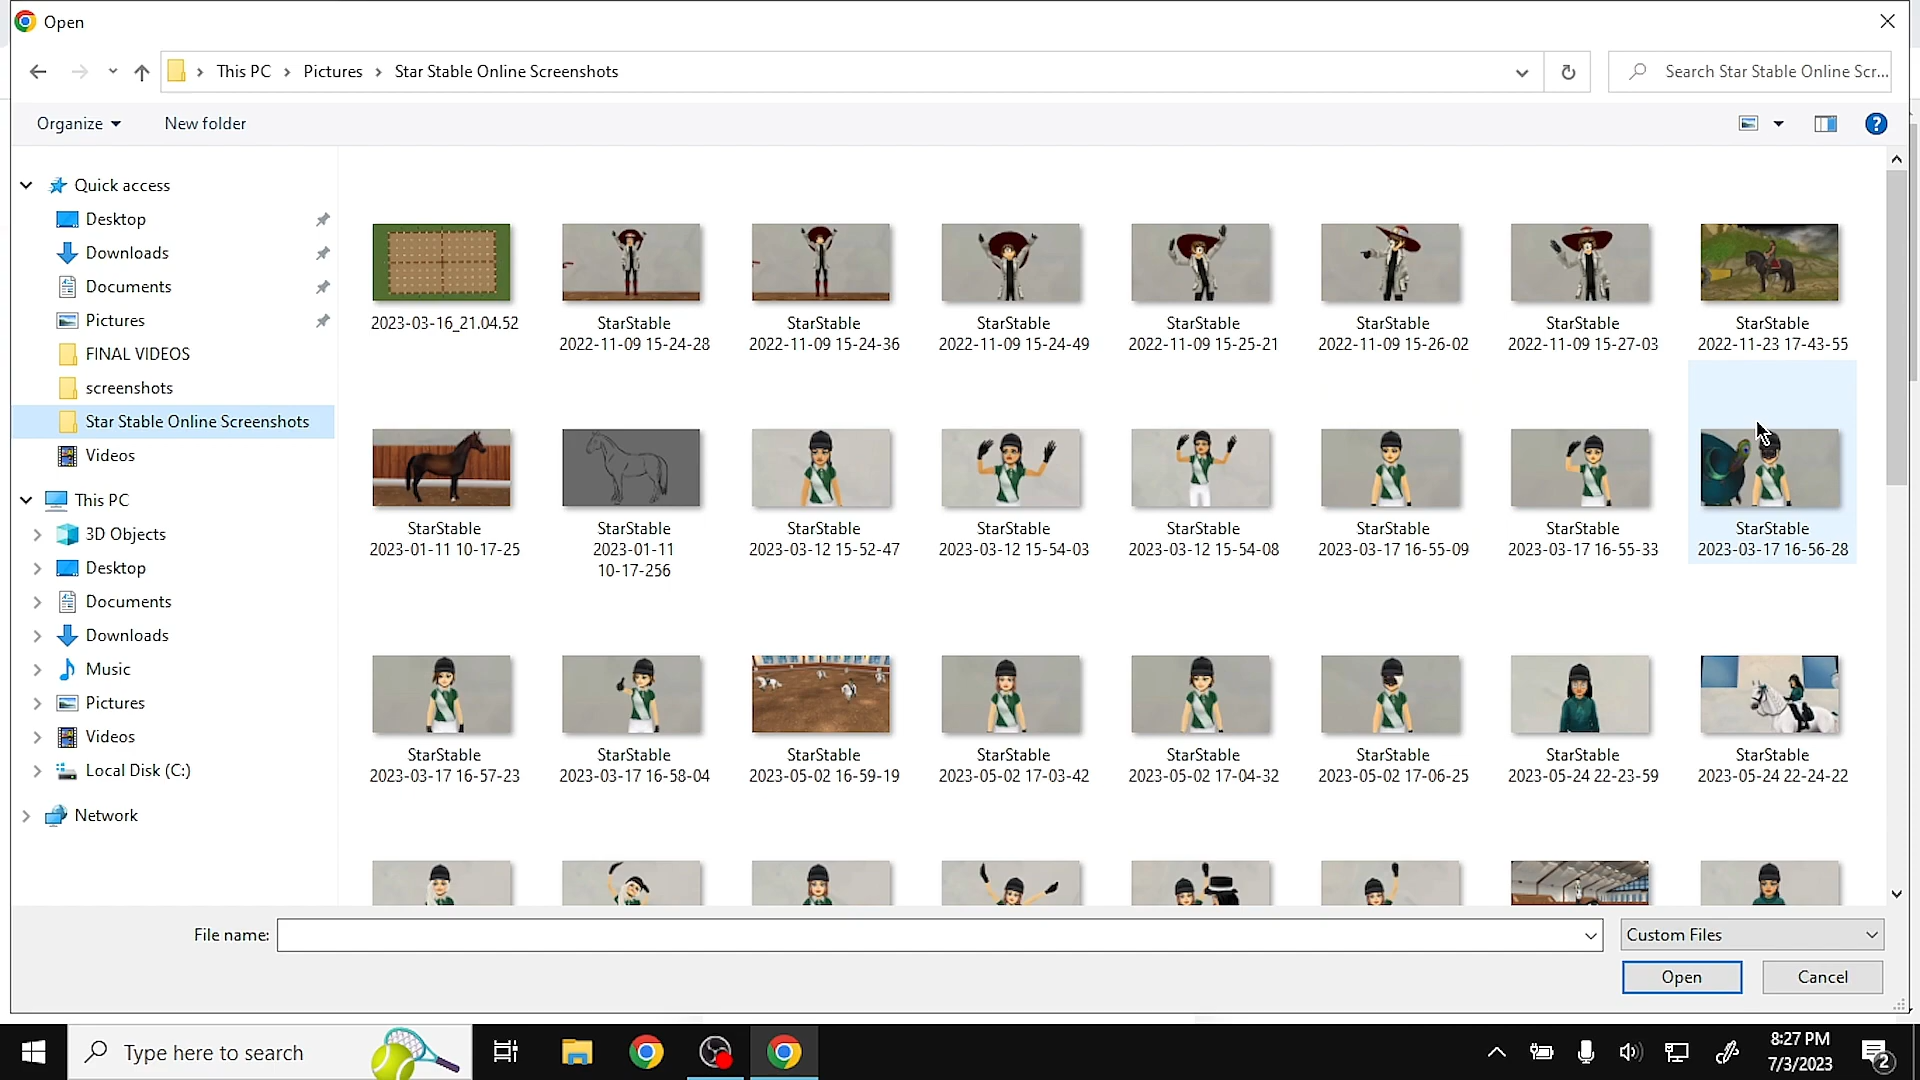 Open
This PC
Pictures
Star Stable Online Screenshots
Search Star Stable Online Scr...
Organize
New folder
Quick access
Desktop
Downloads
Documents
Pictures
FINAL VIDEOS
screenshots
Star Stable Online Screenshots
Videos
This PC
3D Objects
Desktop
Documents
Downloads
Music
Pictures
Videos
Local Disk (C:)
Network
2023-03-16_21.04.52
StarStable
2022-11-09 15-24-28
StarStable
2022-11-09 15-24-36
StarStable
2022-11-09 15-24-49
StarStable
2022-11-09 15-25-21
StarStable
2022-11-09 15-26-02
StarStable
2022-11-09 15-27-03
StarStable
2022-11-23 17-43-55
StarStable
2023-01-11 10-17-25
StarStable
2023-01-11
10-17-256
StarStable
2023-03-12 15-52-47
StarStable
2023-03-12 15-54-03
StarStable
2023-03-12 15-54-08
StarStable
2023-03-17 16-55-09
StarStable
2023-03-17 16-55-33
StarStable
2023-03-17 16-56-28
StarStable
2023-03-17 16-57-23
StarStable
2023-03-17 16-58-04
StarStable
2023-05-02 16-59-19
StarStable
2023-05-02 17-03-42
StarStable
2023-05-02 17-04-32
StarStable
2023-05-02 17-06-25
StarStable
2023-05-24 22-23-59
StarStable
2023-05-24 22-24-22
File name:
Custom Files
Open
Cancel
Type here to search
8:27 PM
7/3/2023
2